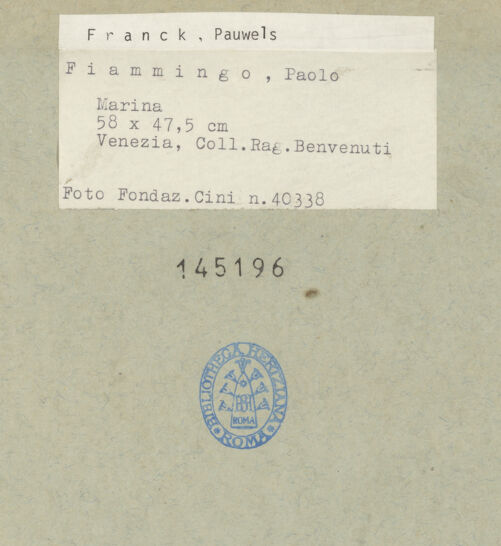 Franck, Pauwels
Fiammingo, Paolo
Marina
58 x 47,5 cm
Venezia, Coll.Rag.Benvenuti
Foto Fondaz.Cini n.40338
145196
BIBLIOTHECA HERTZIANA
ROMA
ROMA